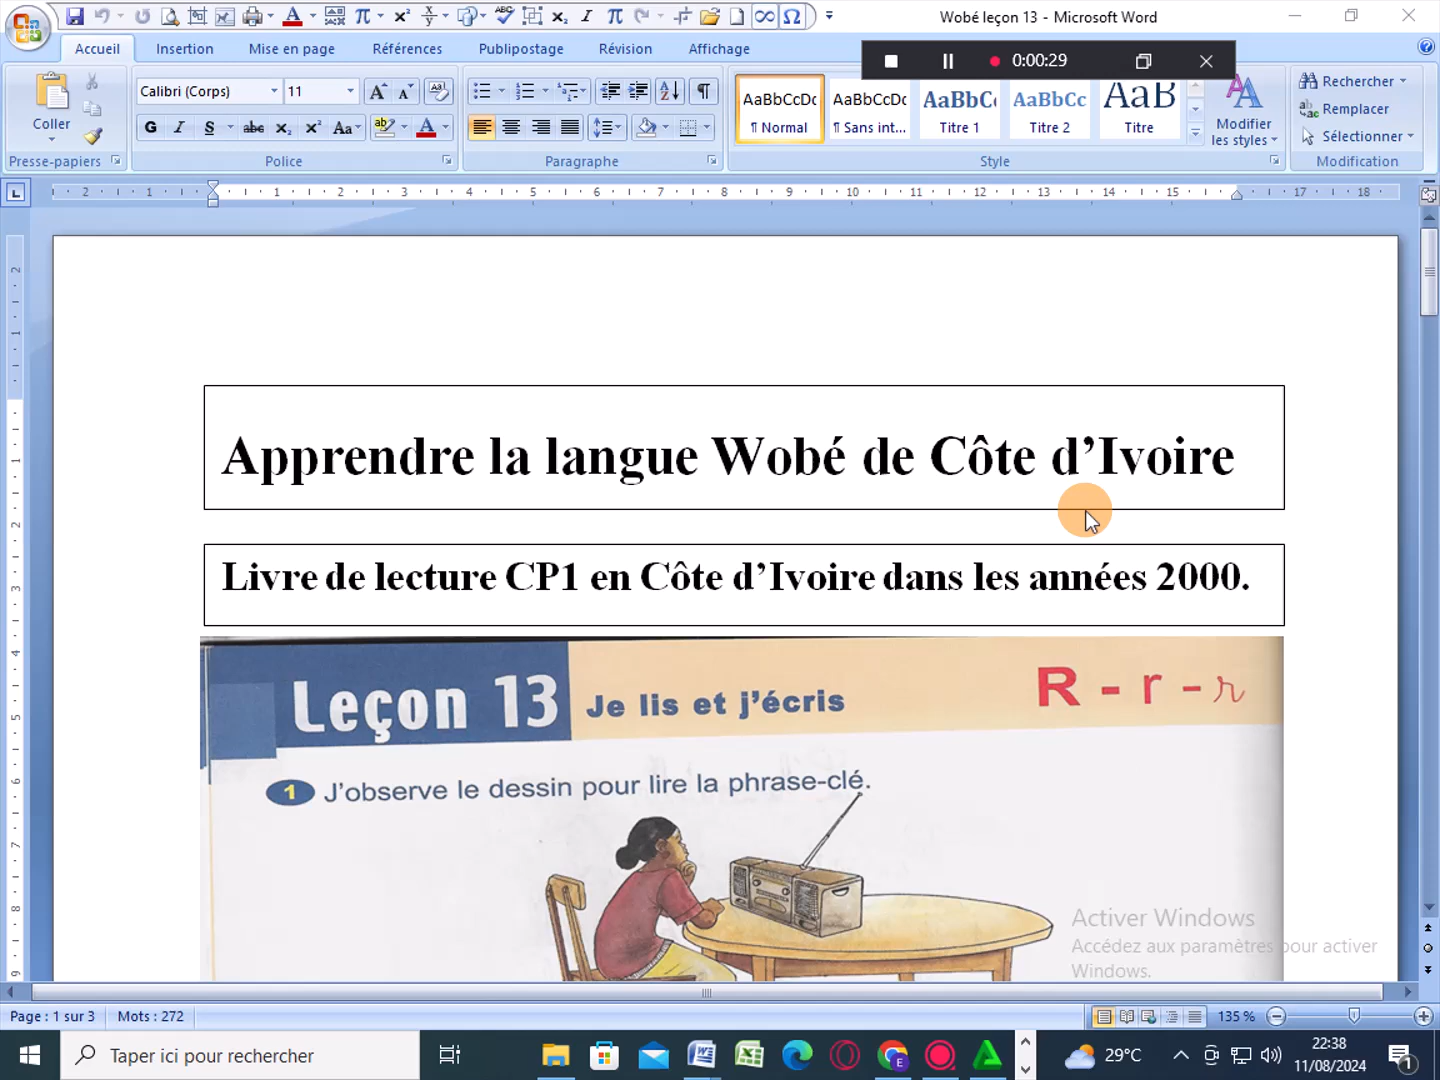 Wobé leçon 13 - Microsoft Word
Accueil
Insertion
Mise en page
Références
Publipostage
Révision
Affichage
0:00:29
Coller
Presse-papiers
Calibri (Corps)
11
Police
Paragraphe
AaBbCcDc
¶ Normal
AaBbCcDc
¶ Sans int...
AaBbC
Titre 1
AaBbCc
Titre 2
AaB
Titre
Modifier
les styles
Style
Rechercher
Remplacer
Sélectionner
Modification
Apprendre la langue Wobé de Côte d’Ivoire
Livre de lecture CP1 en Côte d’Ivoire dans les années 2000.
Leçon 13 Je lis et j’écris R - r - r
1 J’observe le dessin pour lire la phrase-clé.
Activer Windows
Accédez aux paramètres pour activer
Windows.
Page : 1 sur 3
Mots : 272
135 %
Taper ici pour rechercher
29°C
22:38
11/08/2024
1